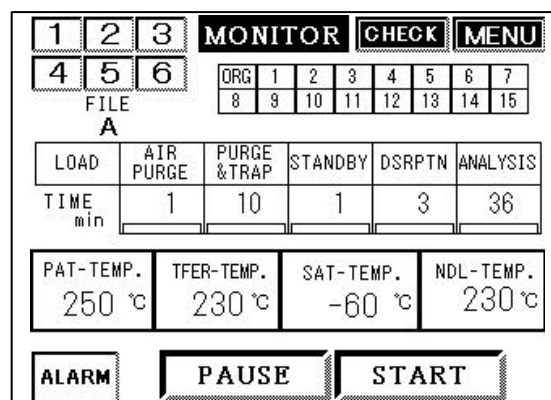 1 2 3 MONITOR CHECK MENU
4 5 6 ORG 1 2 3 4 5 6 7
8 9 10 11 12 13 14 15
FILE
A
LOAD AIR PURGE PURGE &TRAP STANDBY DSRPTN ANALYSIS
TIME min 1 10 1 3 36
PAT-TEMP. TFER-TEMP. SAT-TEMP. NDL-TEMP.
250 ℃ 230 ℃ -60 ℃ 230 ℃
ALARM PAUSE START